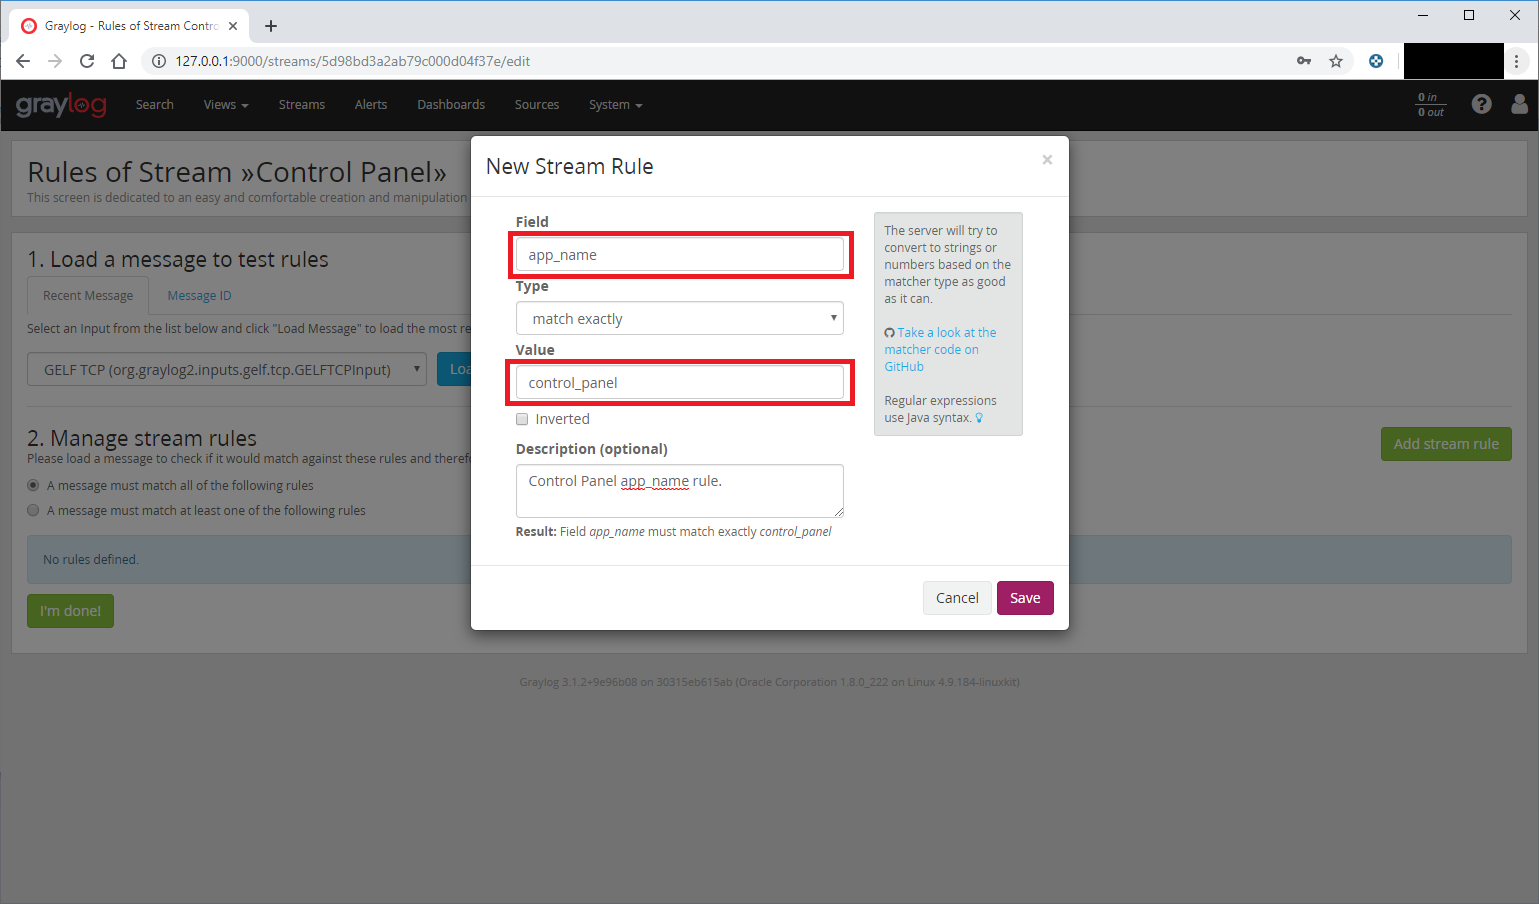 Graylog - Rules of Stream Contro
127.0.0.1:9000/streams/5d98bd3a2ab79c000d04f37e/edit
graylog Search Views Streams Alerts Dashboards Sources System
0 in
0 out
New Stream Rule ×
Rules of Stream »Control Panel»
This screen is dedicated to an easy and comfortable creation and manipulation
Field
app_name
Type
match exactly
Value
control_panel
Inverted
Description (optional)
Control Panel app_name rule.
Result: Field app_name must match exactly control_panel
The server will try to
convert to strings or
numbers based on the
matcher type as good
as it can.
Take a look at the
matcher code on
GitHub
Regular expressions
use Java syntax.
Cancel Save
1. Load a message to test rules
Recent Message Message ID
Select an Input from the list below and click "Load Message" to load the most re
GELF TCP (org.graylog2.inputs.gelf.tcp.GELFTCPInput) Loa
2. Manage stream rules
Please load a message to check if it would match against these rules and therefo
Add stream rule
A message must match all of the following rules
A message must match at least one of the following rules
No rules defined.
I'm done!
Graylog 3.1.2+9e96b08 on 30315eb615ab (Oracle Corporation 1.8.0_222 on Linux 4.9.184-linuxkit)